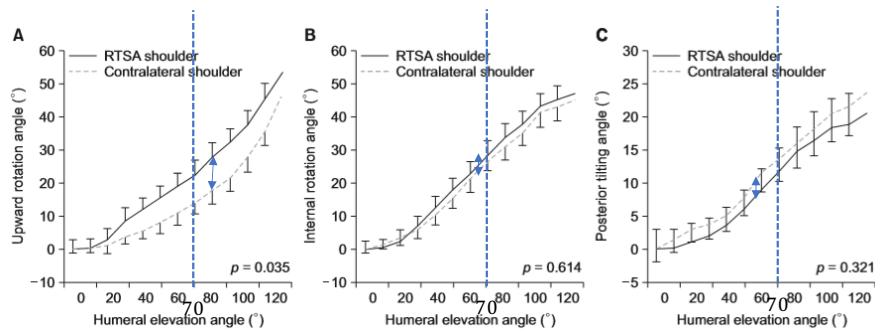 A
RTSA shoulder
Contralateral shoulder
60
50
40
30
20
10
0
−10
Upward rotation angle (°)
p = 0.035
0 20 40 60 80 100 120
70
Humeral elevation angle (°)
B
RTSA shoulder
Contralateral shoulder
60
50
40
30
20
10
0
−10
Internal rotation angle (°)
p = 0.614
0 20 40 60 80 100 120
70
Humeral elevation angle (°)
C
RTSA shoulder
Contralateral shoulder
30
25
20
15
10
5
0
−5
Posterior tilting angle (°)
p = 0.321
0 20 40 60 80 100 120
70
Humeral elevation angle (°)